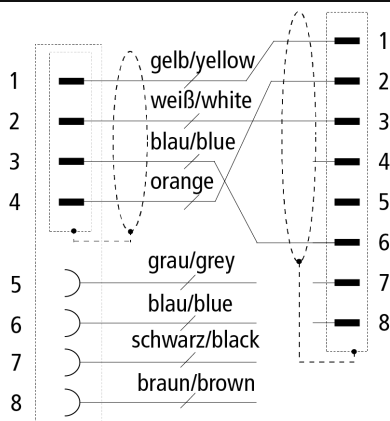 gelb/yellow
weiß/white
blau/blue
orange
grau/grey
blau/blue
schwarz/black
braun/brown
1
2
3
4
5
6
7
8
1
2
3
4
5
6
7
8